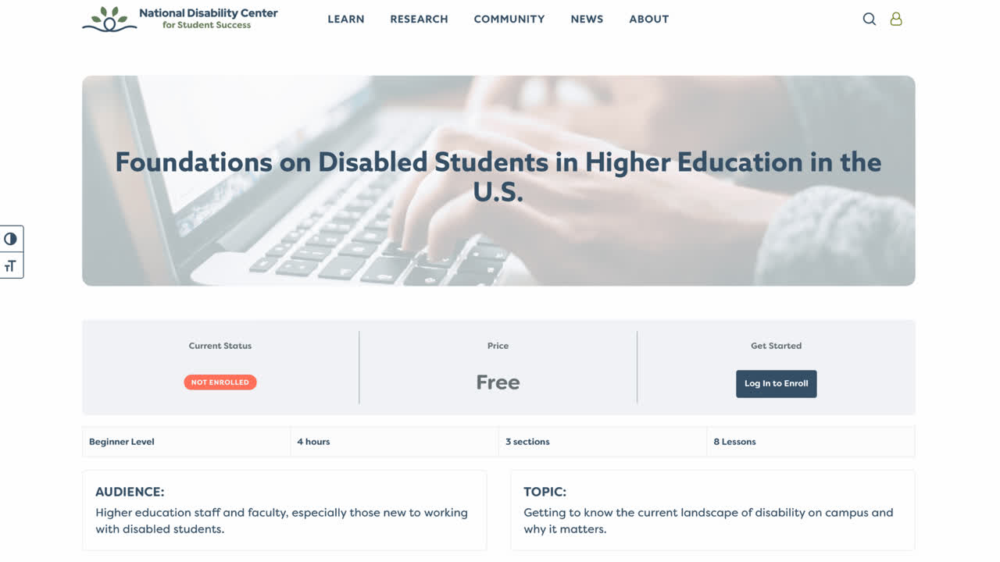 National Disability Center
for Student Success
LEARN
RESEARCH
COMMUNITY
NEWS
ABOUT
Foundations on Disabled Students in Higher Education in the
U.S.
TT
Current Status
NOT ENROLLED
Price
Free
Get Started
Log In to Enroll
Beginner Level
4 hours
3 sections
8 Lessons
AUDIENCE:
Higher education staff and faculty, especially those new to working
with disabled students.
TOPIC:
Getting to know the current landscape of disability on campus and
why it matters.